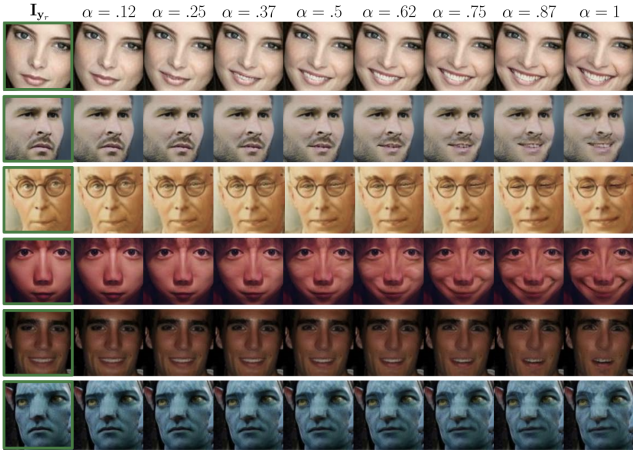 I_{y_r} α = .12 α = .25 α = .37 α = .5 α = .62 α = .75 α = .87 α = 1